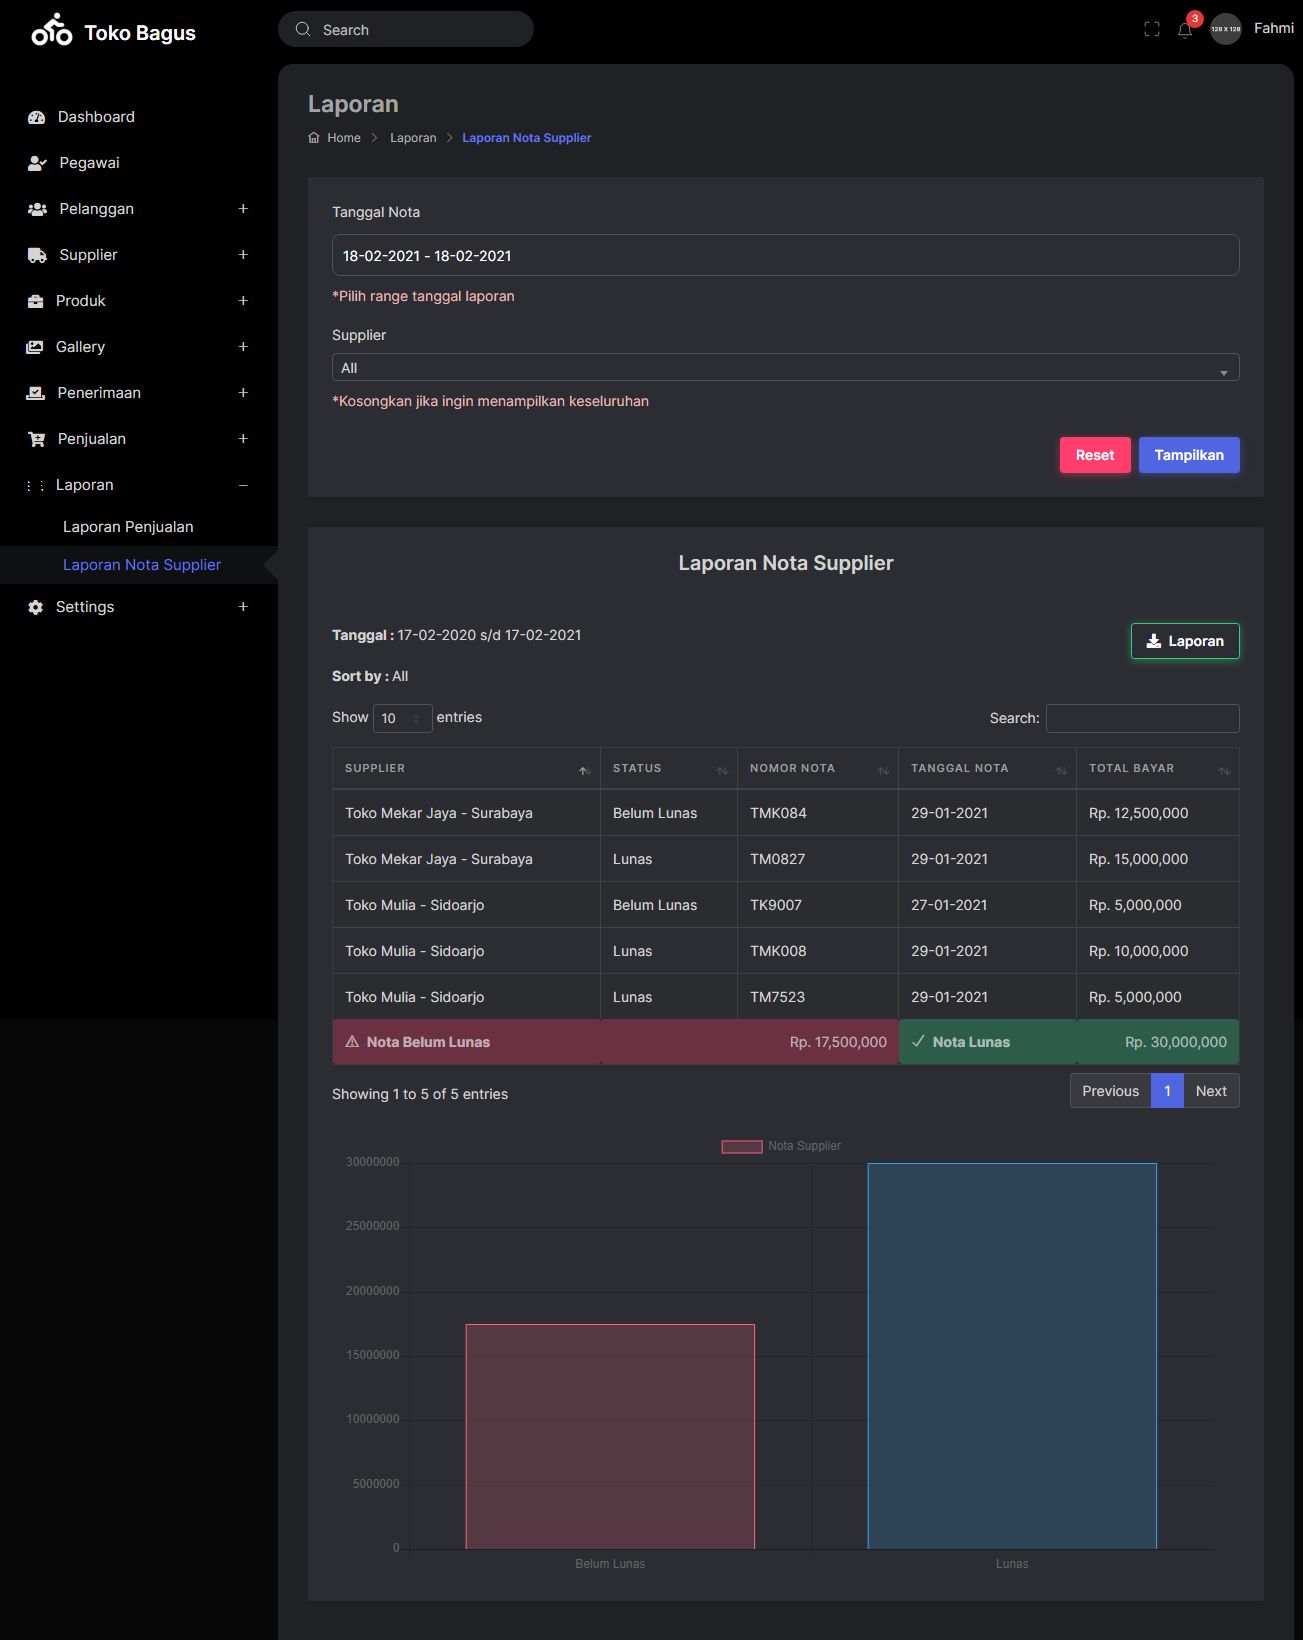 Toko Bagus
Search
3
128 X 128
Fahmi
Dashboard
Pegawai
Pelanggan +
Supplier +
Produk +
Gallery +
Penerimaan +
Penjualan +
Laporan −
Laporan Penjualan
Laporan Nota Supplier
Settings +
Laporan
Home > Laporan > Laporan Nota Supplier
Tanggal Nota
18-02-2021 - 18-02-2021
*Pilih range tanggal laporan
Supplier
All
*Kosongkan jika ingin menampilkan keseluruhan
Reset Tampilkan
Laporan Nota Supplier
Tanggal : 17-02-2020 s/d 17-02-2021
Laporan
Sort by : All
Show 10 entries
Search:
SUPPLIER STATUS NOMOR NOTA TANGGAL NOTA TOTAL BAYAR
Toko Mekar Jaya - Surabaya Belum Lunas TMK084 29-01-2021 Rp. 12,500,000
Toko Mekar Jaya - Surabaya Lunas TM0827 29-01-2021 Rp. 15,000,000
Toko Mulia - Sidoarjo Belum Lunas TK9007 27-01-2021 Rp. 5,000,000
Toko Mulia - Sidoarjo Lunas TMK008 29-01-2021 Rp. 10,000,000
Toko Mulia - Sidoarjo Lunas TM7523 29-01-2021 Rp. 5,000,000
Nota Belum Lunas Rp. 17,500,000 Nota Lunas Rp. 30,000,000
Showing 1 to 5 of 5 entries
Previous 1 Next
Nota Supplier
30000000
25000000
20000000
15000000
10000000
5000000
0
Belum Lunas Lunas